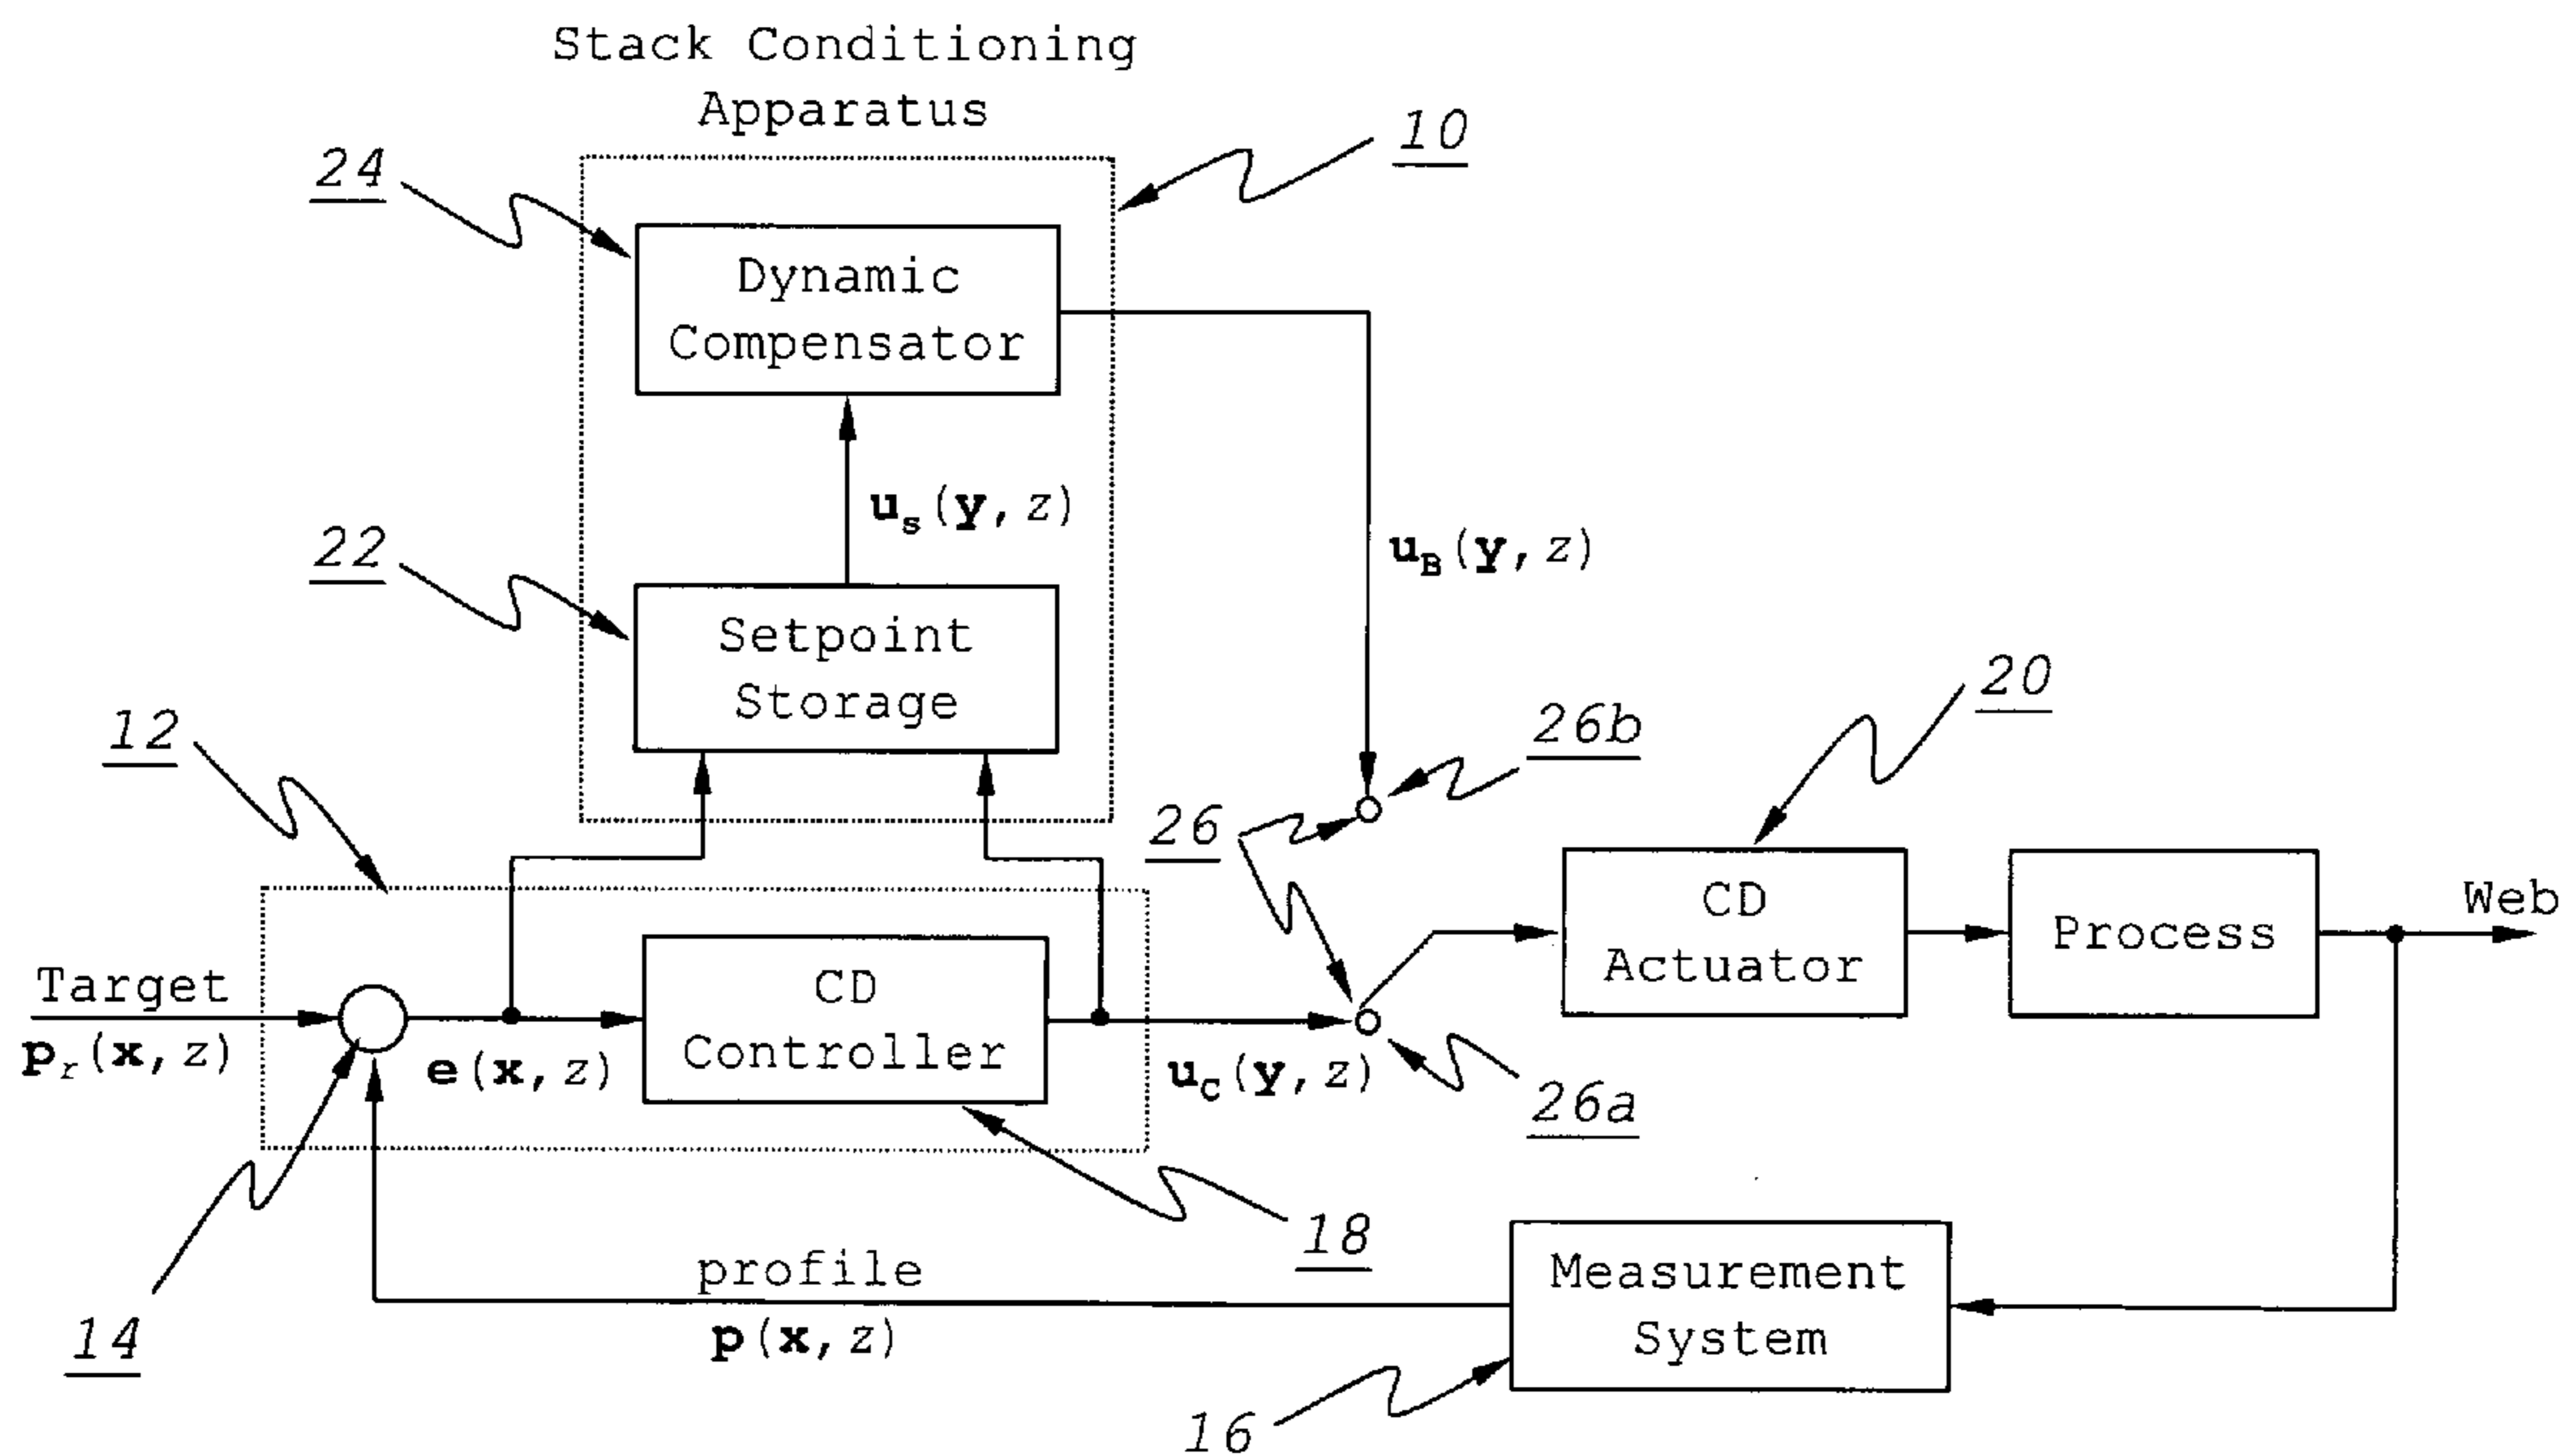 Stack Conditioning
Apparatus
10
24
Dynamic
Compensator
u_s(y,z)
22
u_B(y,z)
Setpoint
Storage
20
12
26b
26
CD
Actuator
Process
Web
Target
p_r(x,z)
e(x,z)
CD
Controller
u_C(y,z)
26a
18
profile
p(x,z)
Measurement
System
14
16